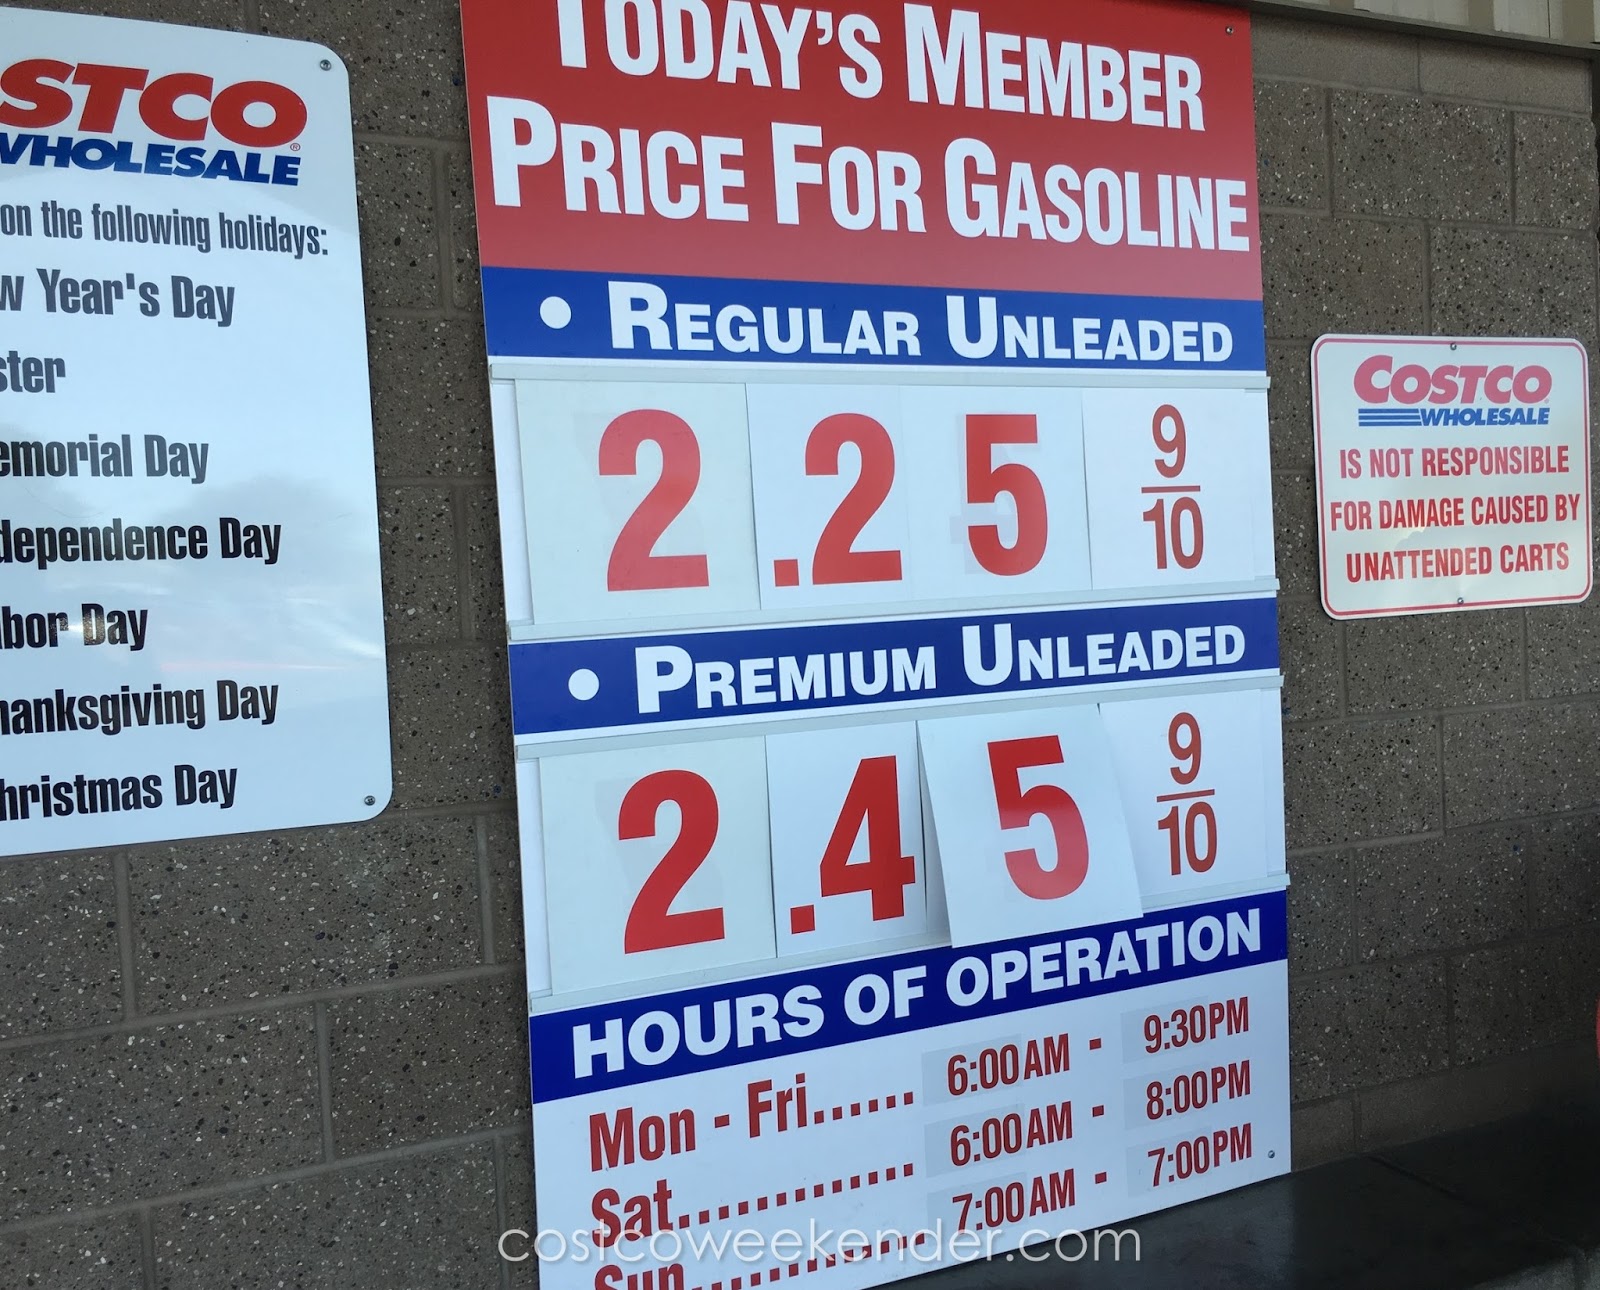 STCO
WHOLESALE
on the following holidays:
w Year's Day
ster
emorial Day
dependence Day
bor Day
hanksgiving Day
hristmas Day
TODAY'S MEMBER
PRICE FOR GASOLINE
• REGULAR UNLEADED
2.25 9/10
• PREMIUM UNLEADED
2.45 9/10
HOURS OF OPERATION
Mon - Fri...... 6:00AM - 9:30PM
Sat............. 6:00AM - 8:00PM
Sun............. 7:00AM - 7:00PM
COSTCO
WHOLESALE
IS NOT RESPONSIBLE
FOR DAMAGE CAUSED BY
UNATTENDED CARTS
costcoweekender.com